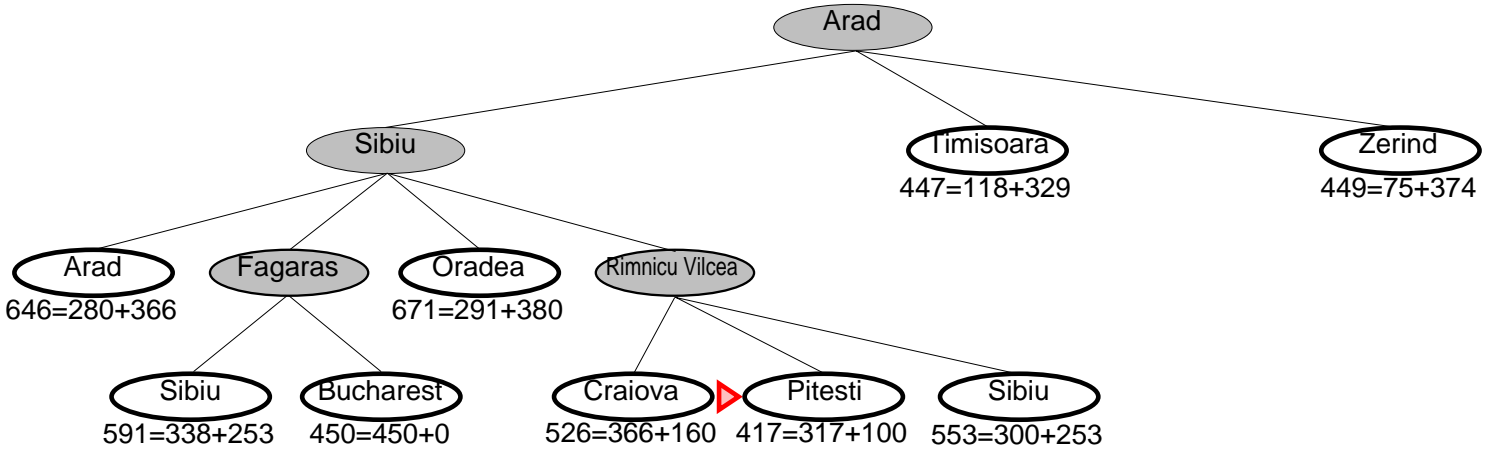 Arad
Sibiu
Timisoara
Zerind
447=118+329
449=75+374
Arad
Fagaras
Oradea
Rimnicu Vilcea
646=280+366
671=291+380
Sibiu
Bucharest
Craiova
Pitesti
Sibiu
591=338+253
450=450+0
526=366+160
417=317+100
553=300+253